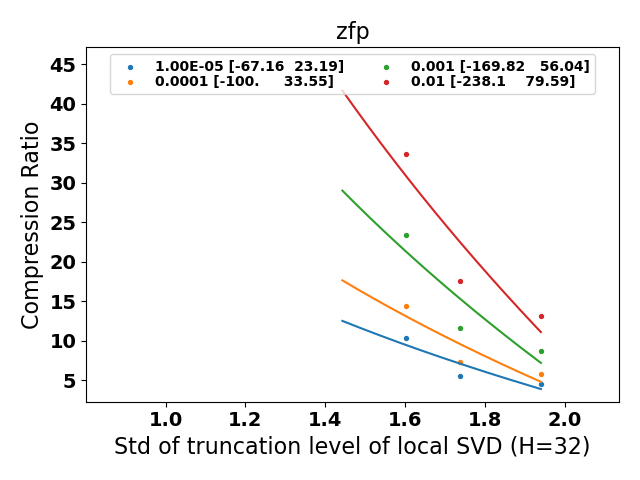 zfp
1.00E-05 [-67.16 23.19]
0.0001 [-100. 33.55]
0.001 [-169.82 56.04]
0.01 [-238.1 79.59]
Compression Ratio
45
40
35
30
25
20
15
10
5
1.0 1.2 1.4 1.6 1.8 2.0
Std of truncation level of local SVD (H=32)